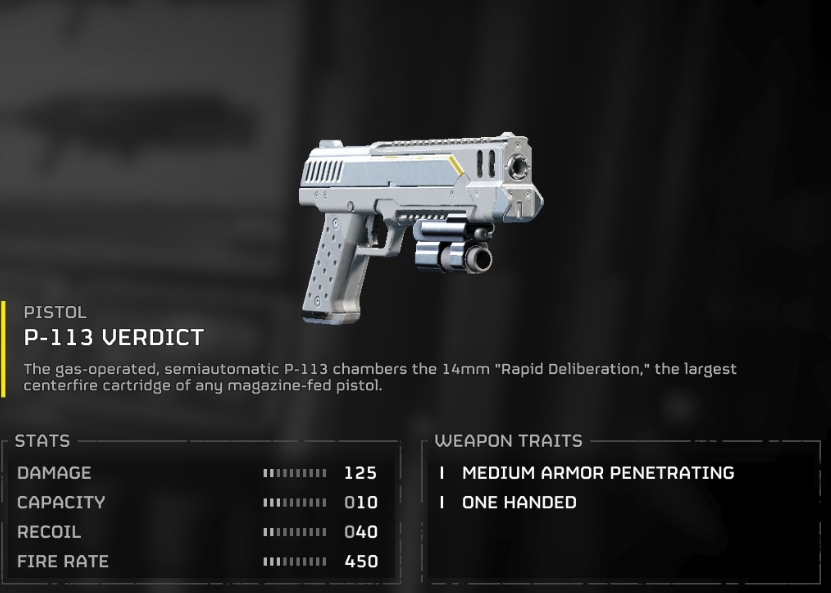 PISTOL
P-113 VERDICT
The gas-operated, semiautomatic P-113 chambers the 14mm "Rapid Deliberation," the largest
centerfire cartridge of any magazine-fed pistol.
STATS
DAMAGE 125
CAPACITY 010
RECOIL 040
FIRE RATE 450
WEAPON TRAITS
MEDIUM ARMOR PENETRATING
ONE HANDED